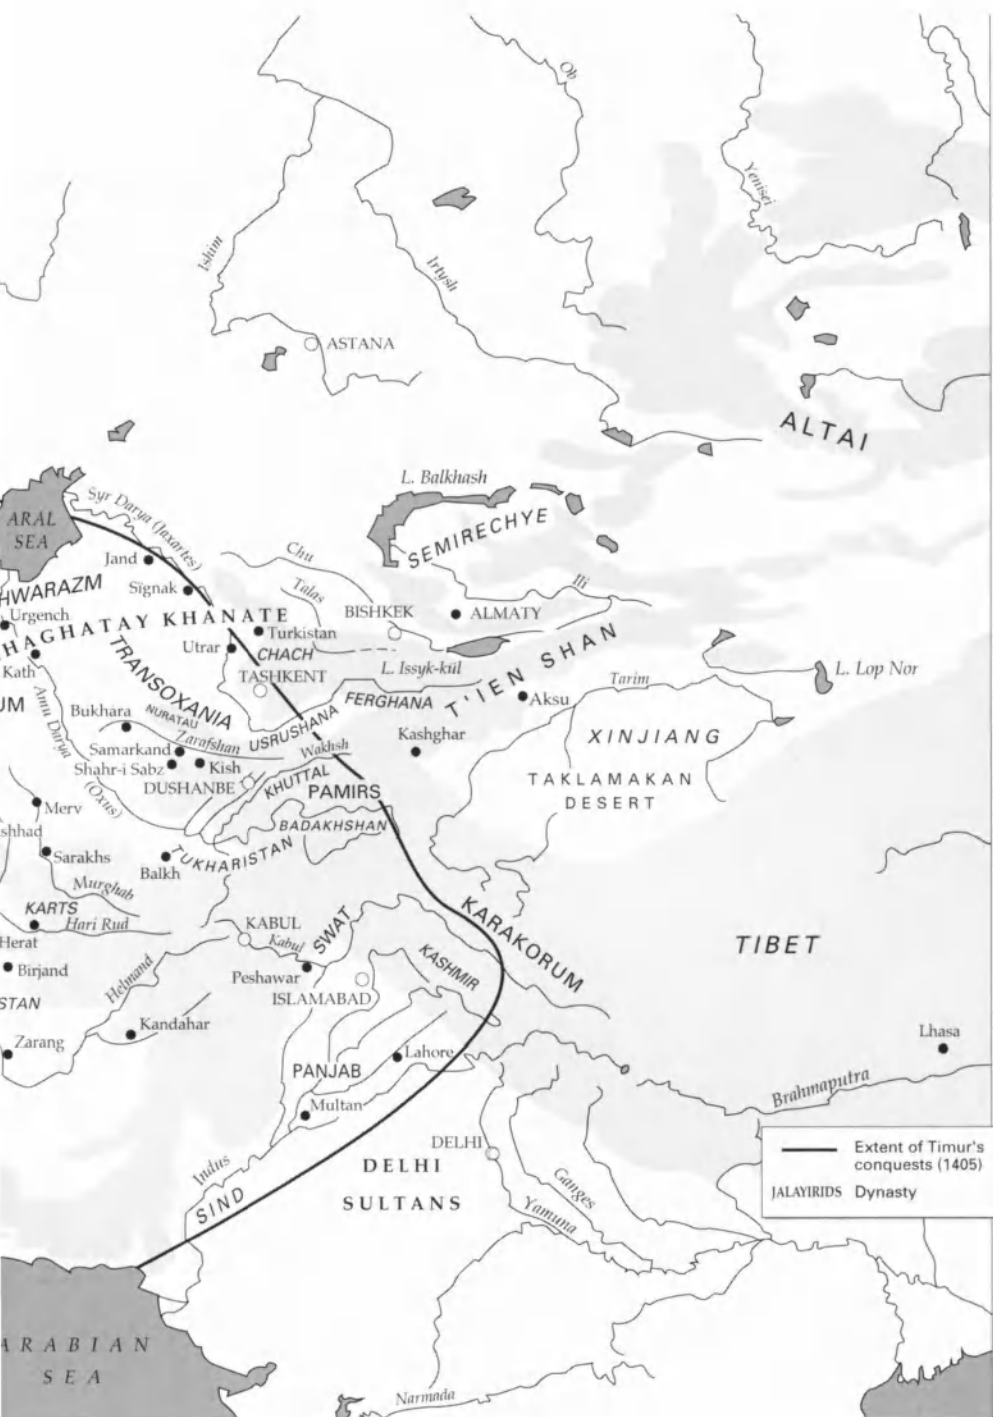 Ob
Yenisei
Ishim
Irtysh
ASTANA
ALTAI
L. Balkhash
Syr Darya (Jaxartes)
ARAL
SEA
SEMIRECHYE
Chu
Jand
Ili
HWARAZM
Sïgnak
Talas
Urgench
HAGHATAY KHANATE
BISHKEK
ALMATY
Turkistan
Utrar
CHACH
Kath
TRANSOXANIA
L. Issyk-kül
T'IEN SHAN
L. Lop Nor
TASHKENT
Tarim
UM
Amu Darya
(Oxus)
FERGHANA
Aksu
Bukhara
NURATAU
USRUSHANA
Kashghar
XINJIANG
Zarafshan
Samarkand
Wakhsh
Shahr-i Sabz
Kish
DUSHANBE
KHUTTAL
PAMIRS
TAKLAMAKAN
DESERT
Merv
shhad
BADAKHSHAN
Sarakhs
TUKHARISTAN
Balkh
Murghab
KARTS
Hari Rud
Herat
KABUL
Kabul
SWAT
KARAKORUM
TIBET
Birjand
Helmand
Peshawar
KASHMIR
STAN
ISLAMABAD
Kandahar
Zarang
Lhasa
Lahore
PANJAB
Brahmaputra
Multan
DELHI
Extent of Timur's
conquests (1405)
JALAYIRIDS Dynasty
Indus
DELHI
SULTANS
Ganges
SIND
Yamuna
ARABIAN
SEA
Narmada